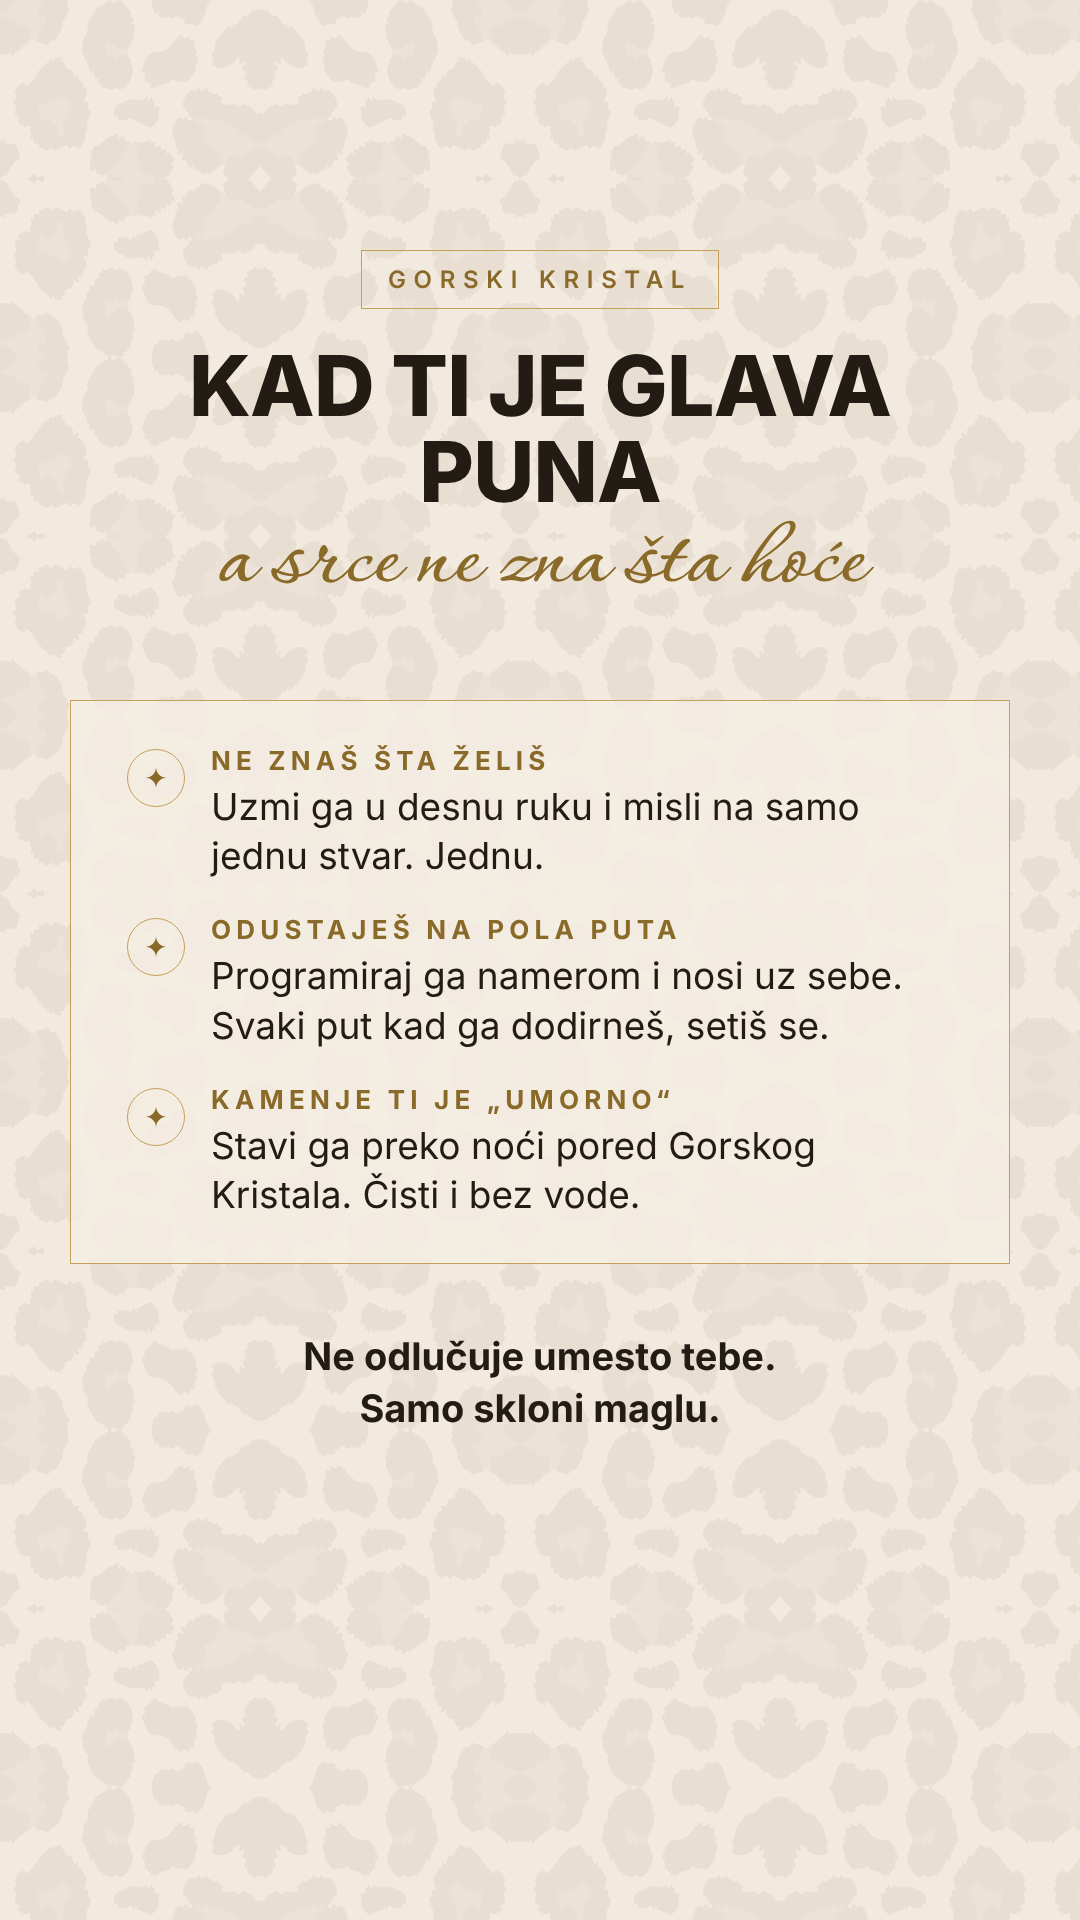 GORSKI KRISTAL
KAD TI JE GLAVA
PUNA
a srce ne zna šta hoće
NE ZNAŠ ŠTA ŽELIŠ
Uzmi ga u desnu ruku i misli na samo
jednu stvar. Jednu.
ODUSTAJEŠ NA POLA PUTA
Programiraj ga namerom i nosi uz sebe.
Svaki put kad ga dodirneš, setiš se.
KAMENJE TI JE „UMORNO“
Stavi ga preko noći pored Gorskog
Kristala. Čisti i bez vode.
Ne odlučuje umesto tebe.
Samo skloni maglu.